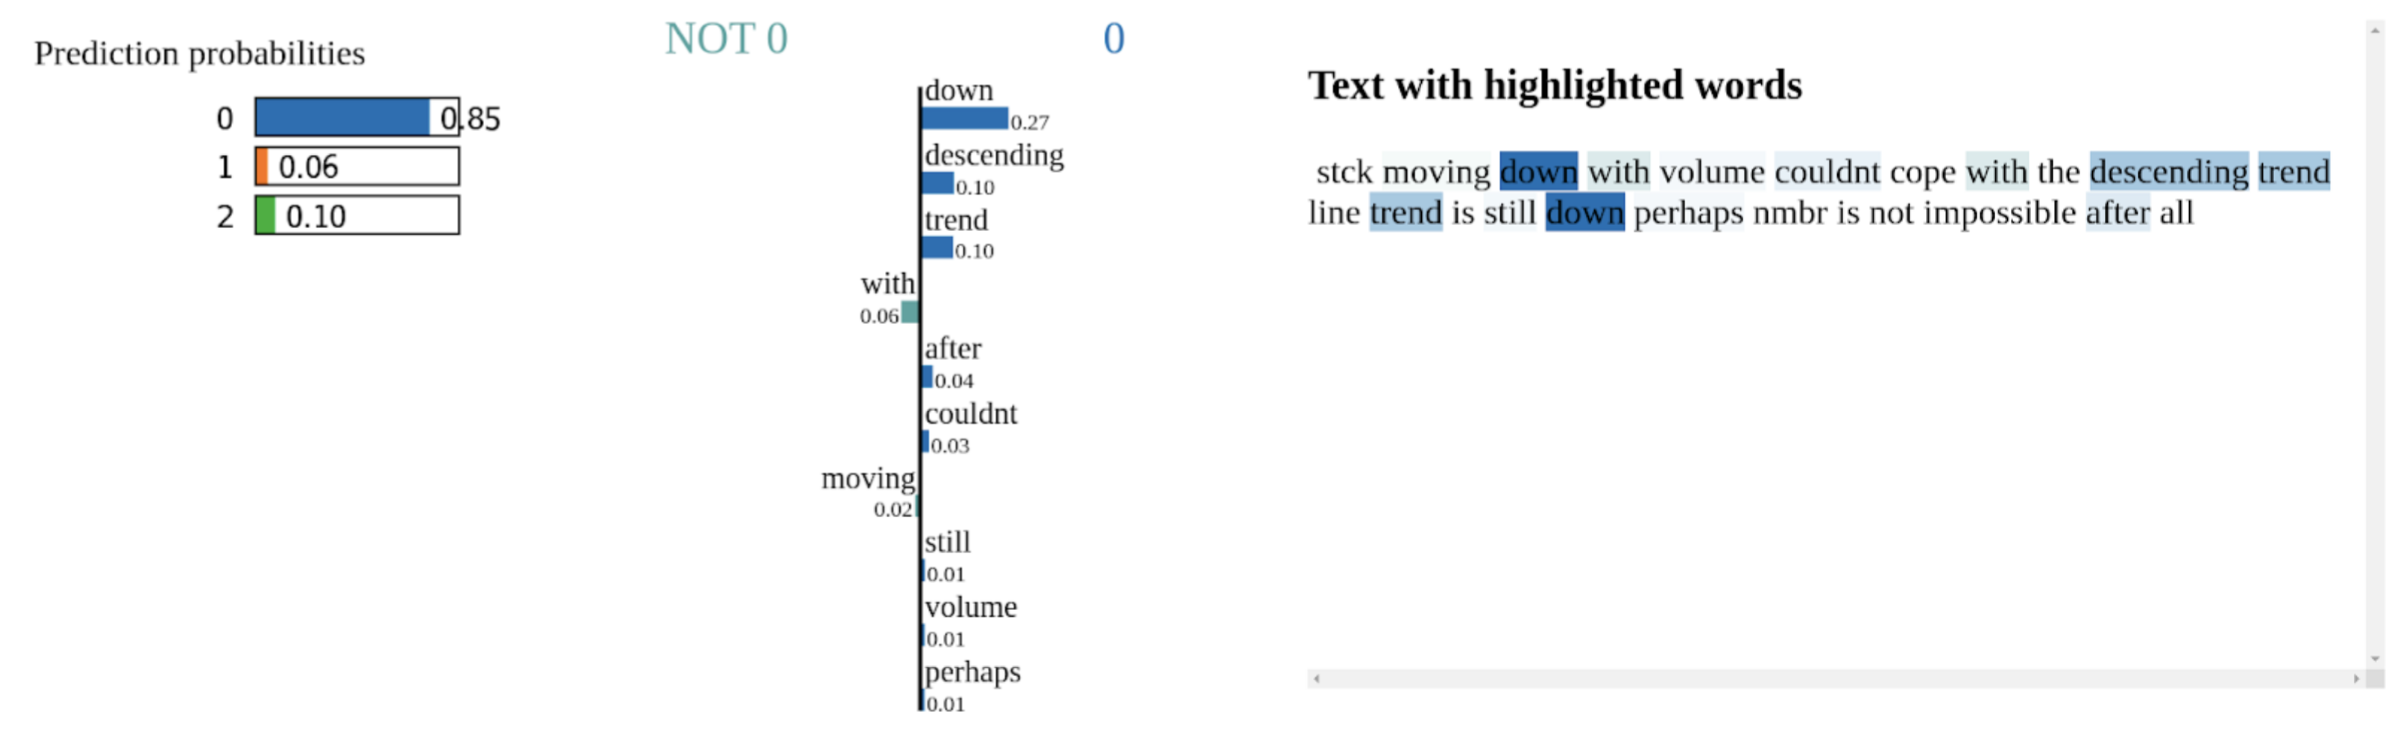 Prediction probabilities
0 0.85
1 0.06
2 0.10
NOT 0 0
down
0.27
descending
0.10
trend
0.10
with
0.06
after
0.04
couldnt
0.03
moving
0.02
still
0.01
volume
0.01
perhaps
0.01
Text with highlighted words
stck moving down with volume couldnt cope with the descending trend
line trend is still down perhaps nmbr is not impossible after all